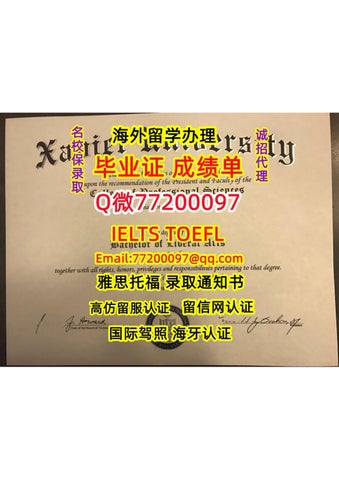 海外留学办理
名校保录取
诚招代理
Xavier University
毕业证 成绩单
upon the recommendation of the President and Faculty of the
College of Professional Sciences
Q微77200097
IELTS TOEFL
Email:77200097@qq.com
Bachelor of Liberal Arts
together with all rights, honors, privileges and responsibilities pertaining to that degree.
雅思托福 录取通知书
高仿留服认证 留信网认证
国际驾照 海牙认证